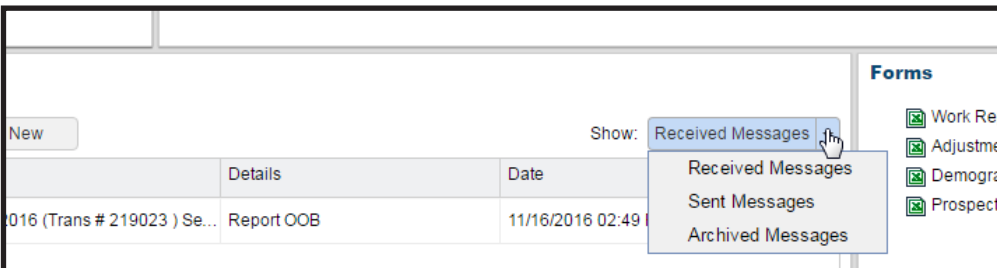 Forms
New
Show: Received Messages
Work Re
Adjustme
Demogra
Prospect
Received Messages
Sent Messages
Archived Messages
Details Date
2016 (Trans # 219023 ) Se... Report OOB 11/16/2016 02:49